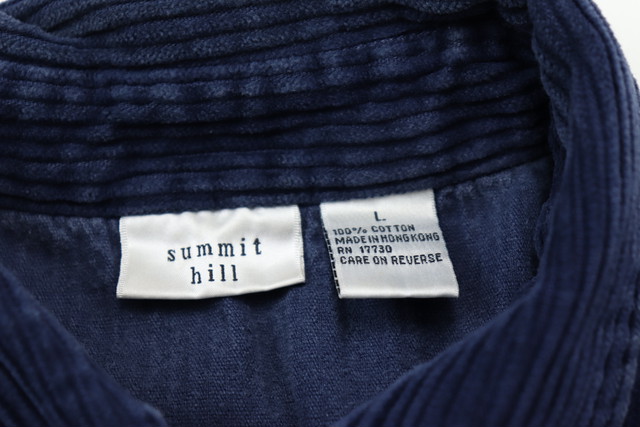 summit
hill
L
100% COTTON
MADE IN HONG KONG
RN 17730
CARE ON REVERSE